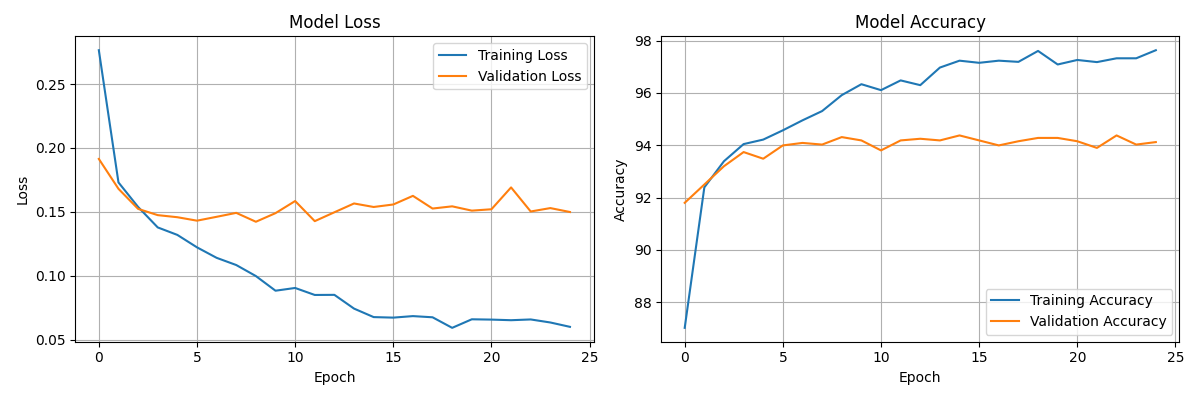 Model Loss
Training Loss
Validation Loss
0.25
0.20
0.15
0.10
0.05
Loss
0 5 10 15 20 25
Epoch
Model Accuracy
98
96
94
92
90
88
Accuracy
Training Accuracy
Validation Accuracy
0 5 10 15 20 25
Epoch